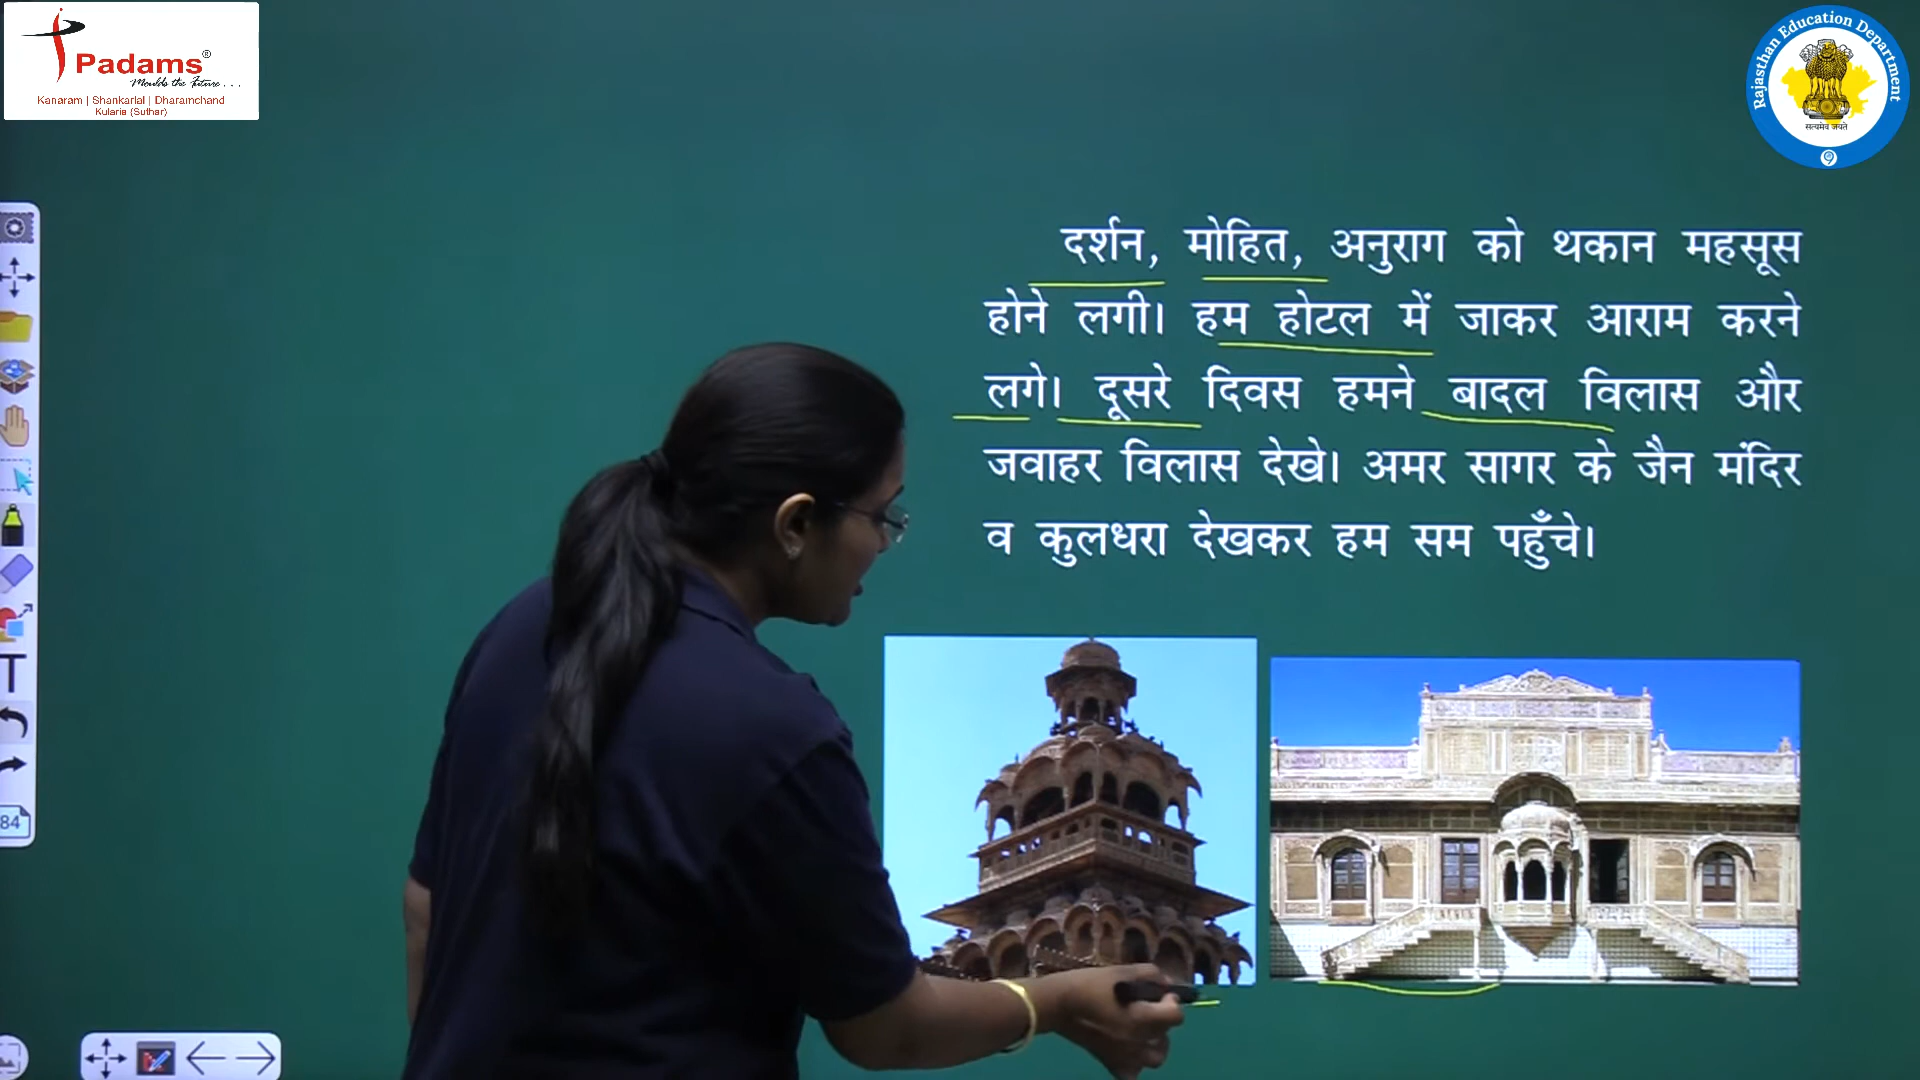 Padams®
Moulds the Future...
Kanaram | Shankarlal | Dharamchand
Kularia (Suthar)
Rajasthan Education Department
सत्यमेव जयते
दर्शन, मोहित, अनुराग को थकान महसूस
होने लगी। हम होटल में जाकर आराम करने
लगे। दूसरे दिवस हमने बादल विलास और
जवाहर विलास देखे। अमर सागर के जैन मंदिर
व कुलधरा देखकर हम सम पहुँचे।
T
84